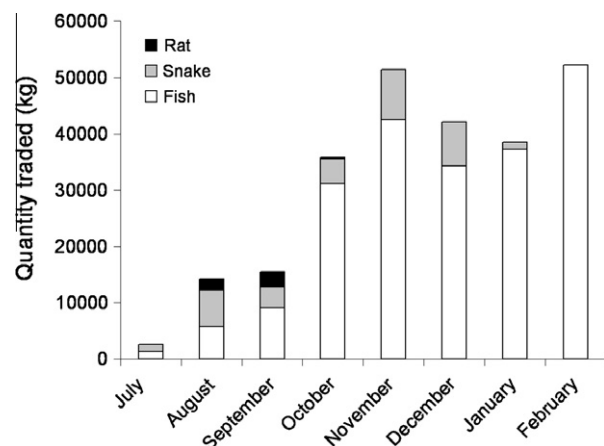 Quantity traded (kg)
60000
50000
40000
30000
20000
10000
0
Rat
Snake
Fish
July
August
September
October
November
December
January
February